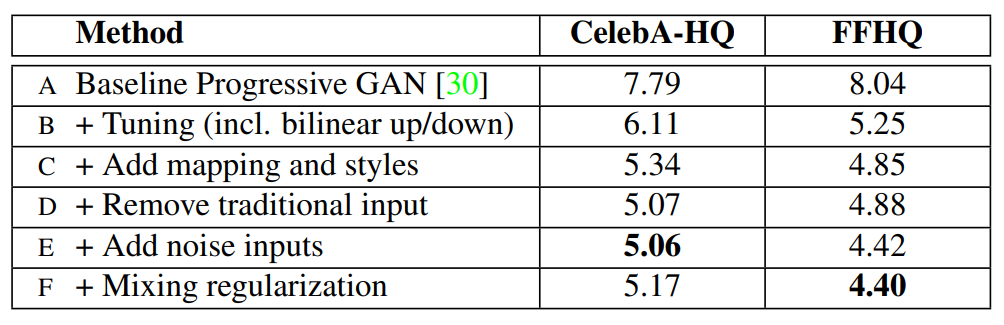 Method CelebA-HQ FFHQ
A Baseline Progressive GAN [30] 7.79 8.04
B + Tuning (incl. bilinear up/down) 6.11 5.25
C + Add mapping and styles 5.34 4.85
D + Remove traditional input 5.07 4.88
E + Add noise inputs 5.06 4.42
F + Mixing regularization 5.17 4.40